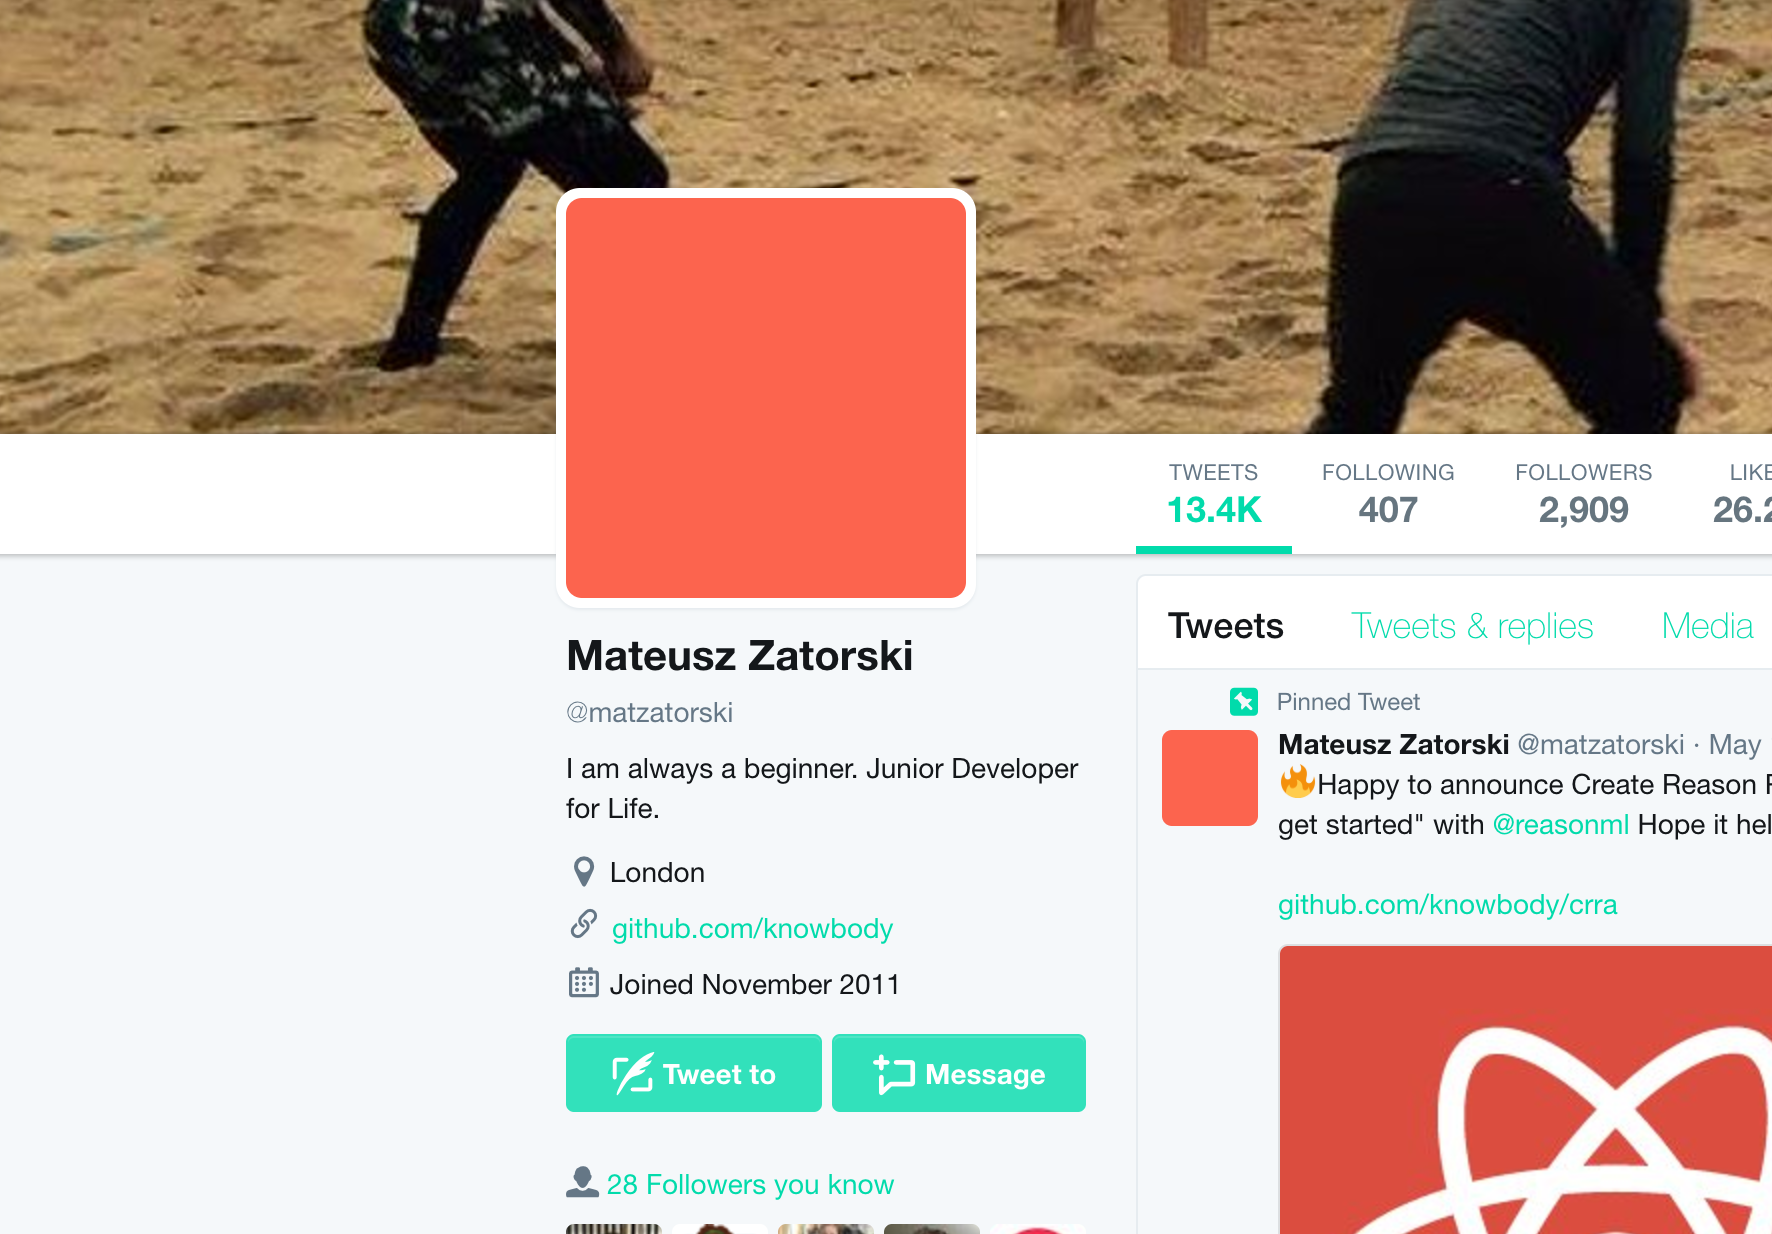 TWEETS FOLLOWING FOLLOWERS LIKE
13.4K 407 2,909 26.2
Mateusz Zatorski
@matzatorski
I am always a beginner. Junior Developer
for Life.
London
github.com/knowbody
Joined November 2011
Tweet to Message
28 Followers you know
Tweets Tweets & replies Media
Pinned Tweet
Mateusz Zatorski @matzatorski · May
🔥Happy to announce Create Reason
get started" with @reasonml Hope it hel
github.com/knowbody/crra